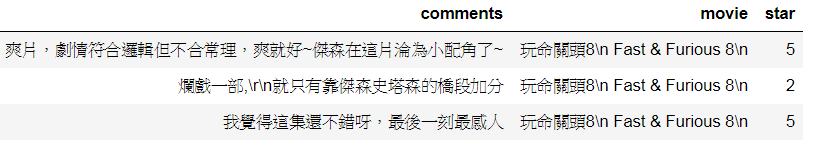 comments movie star
爽片，劇情符合邏輯但不合常理，爽就好~傑森在這片淪為小配角了~ 玩命關頭8\n Fast & Furious 8\n 5
爛戲一部,\r\n就只有靠傑森史塔森的橋段加分 玩命關頭8\n Fast & Furious 8\n 2
我覺得這集還不錯呀，最後一刻最感人 玩命關頭8\n Fast & Furious 8\n 5